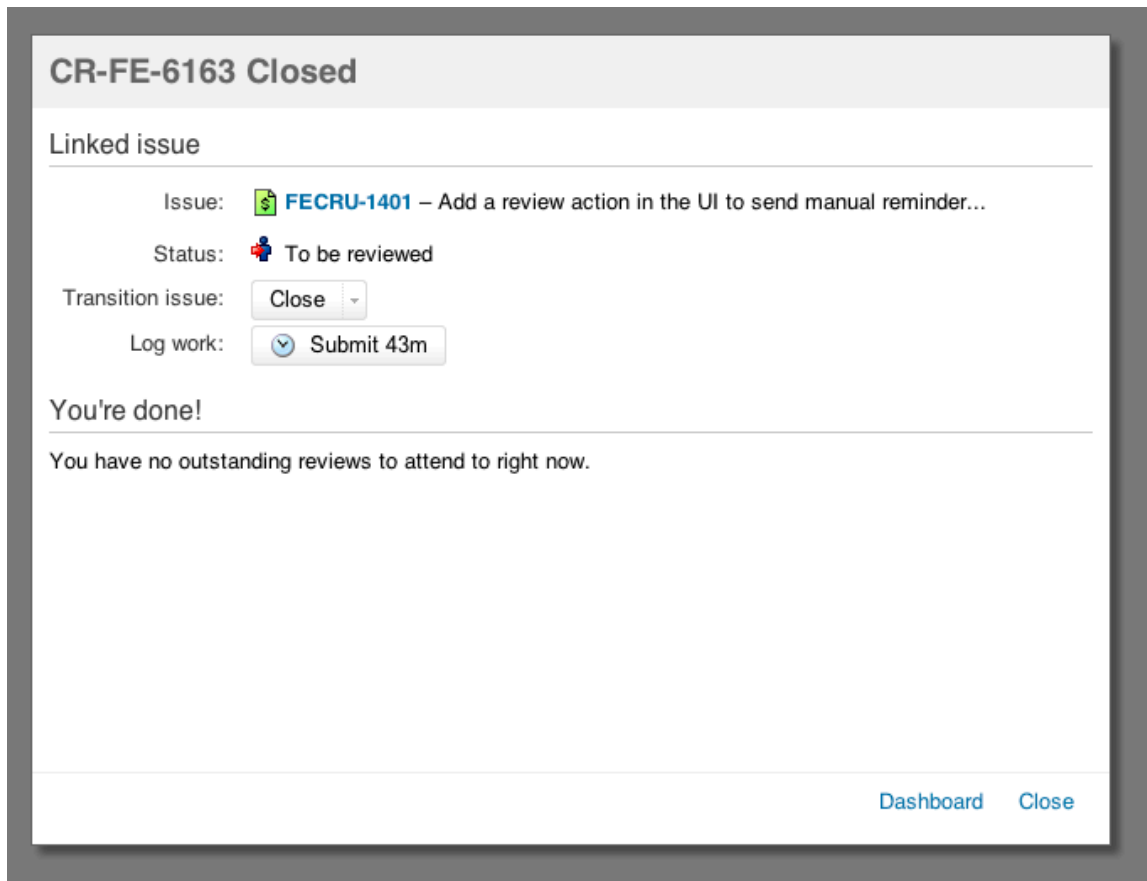 CR-FE-6163 Closed
Linked issue
Issue: FECRU-1401 – Add a review action in the UI to send manual reminder...
Status: To be reviewed
Transition issue: Close
Log work: Submit 43m
You're done!
You have no outstanding reviews to attend to right now.
Dashboard Close